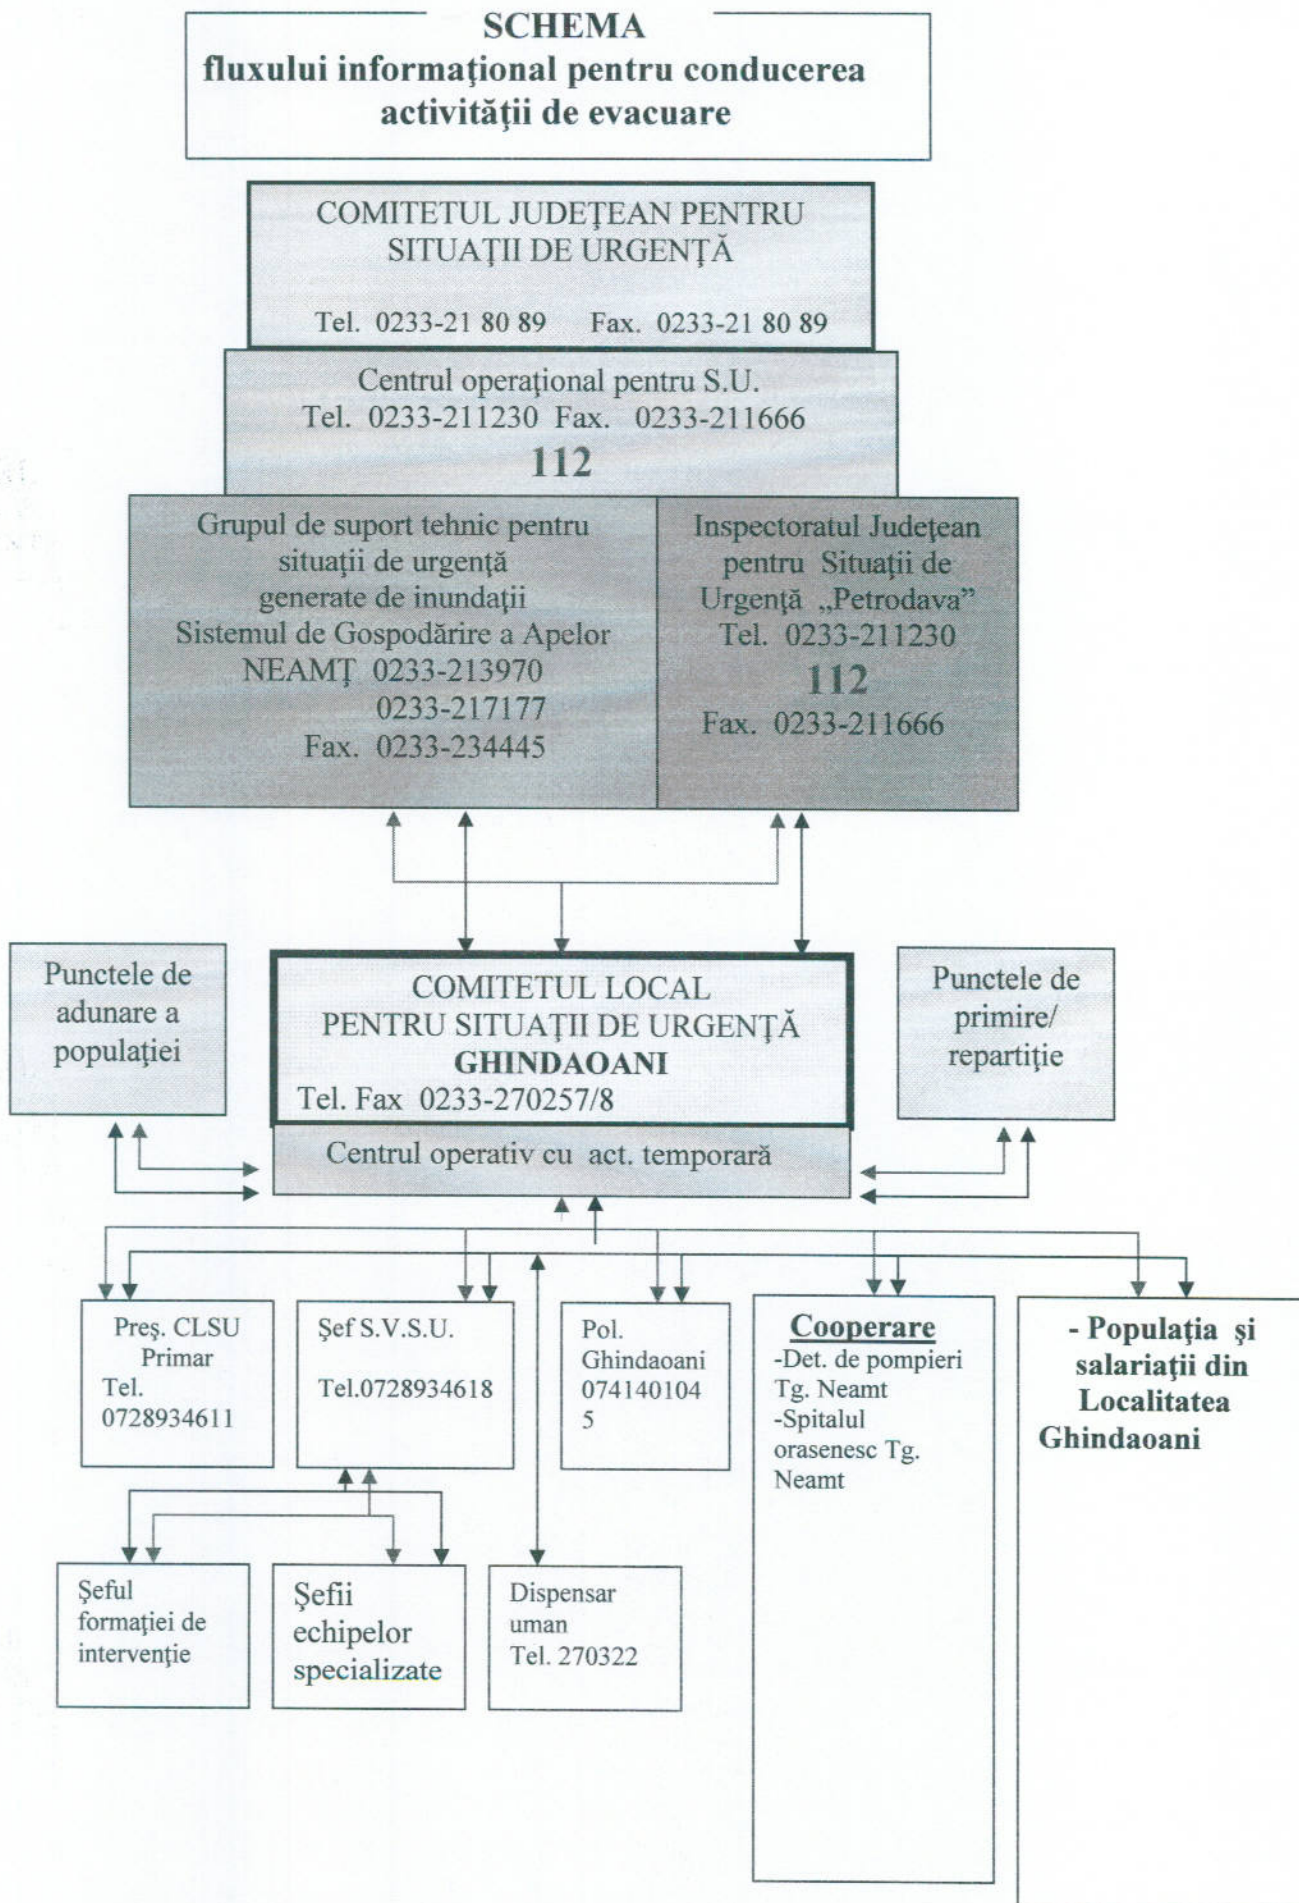 SCHEMA
fluxului informaţional pentru conducerea
activităţii de evacuare
COMITETUL JUDEŢEAN PENTRU
SITUAŢII DE URGENŢĂ
Tel. 0233-21 80 89 Fax. 0233-21 80 89
Centrul operaţional pentru S.U.
Tel. 0233-211230 Fax. 0233-211666
112
Grupul de suport tehnic pentru
situaţii de urgenţă
generate de inundaţii
Sistemul de Gospodărire a Apelor
NEAMŢ 0233-213970
0233-217177
Fax. 0233-234445
Inspectoratul Judeţean
pentru Situaţii de
Urgenţă „Petrodava”
Tel. 0233-211230
112
Fax. 0233-211666
Punctele de
adunare a
populaţiei
COMITETUL LOCAL
PENTRU SITUAŢII DE URGENŢĂ
GHINDAOANI
Tel. Fax 0233-270257/8
Centrul operativ cu act. temporară
Punctele de
primire/
repartiţie
Preş. CLSU
Primar
Tel.
0728934611
Şef S.V.S.U.
Tel.0728934618
Pol.
Ghindaoani
074140104
5
Cooperare
-Det. de pompieri
Tg. Neamt
-Spitalul
orasenesc Tg.
Neamt
- Populaţia şi
salariaţii din
Localitatea
Ghindaoani
Şeful
formaţiei de
intervenţie
Şefii
echipelor
specializate
Dispensar
uman
Tel. 270322